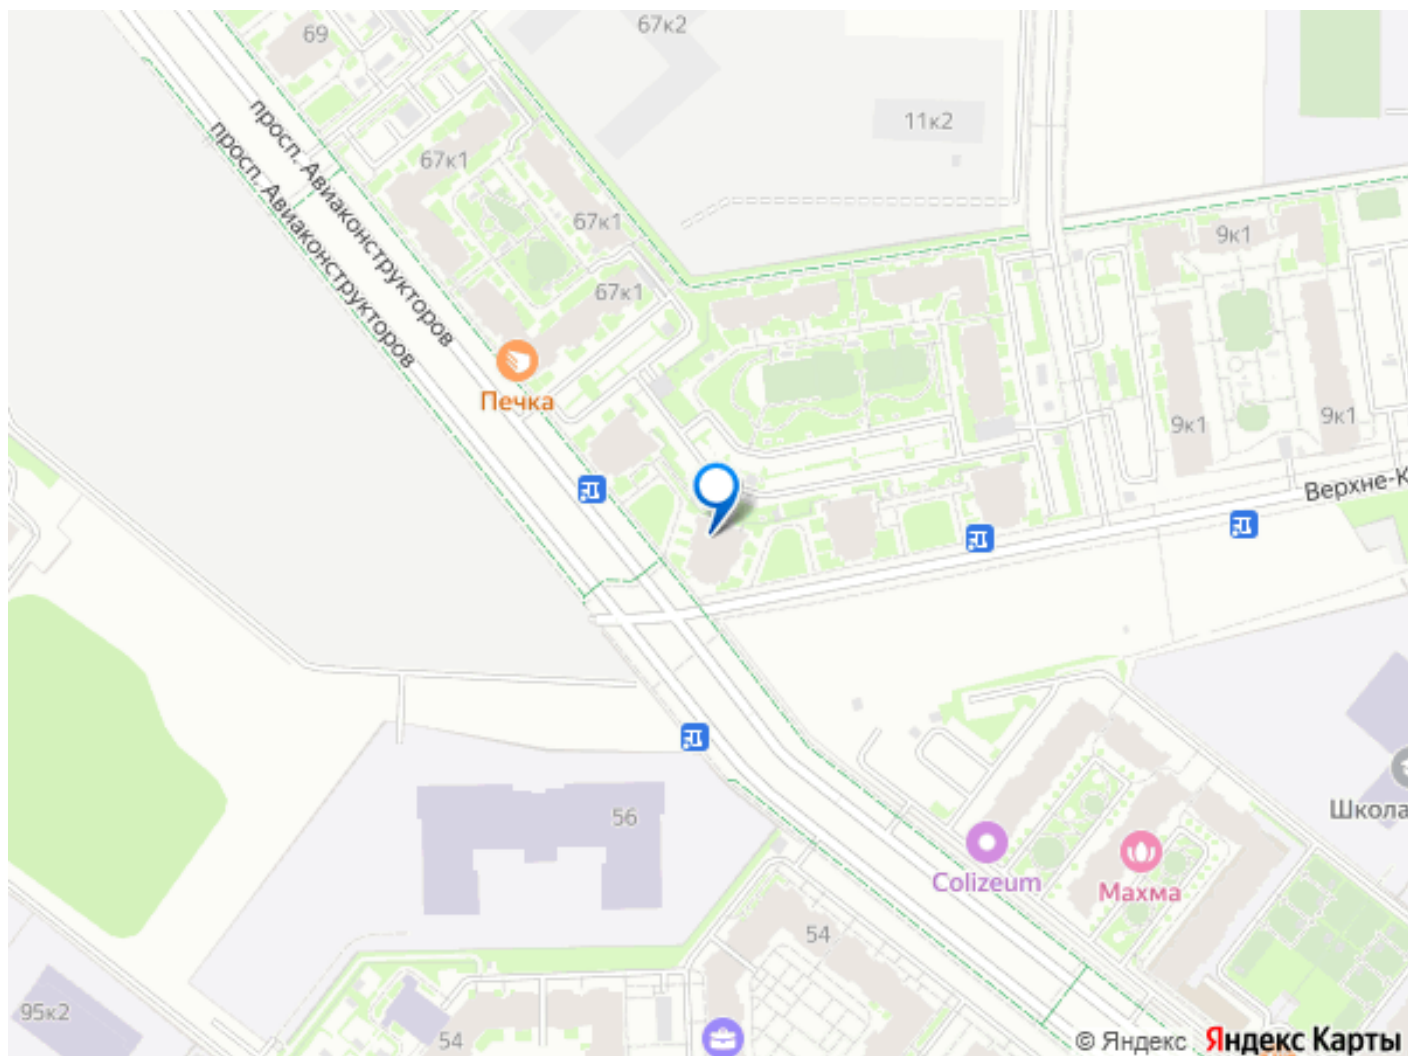 69
67к2
11к2
просп. Авиаконструкторов
просп. Авиаконструкторов
67к1
67к1
9к1
67к1
Печка
9к1
9к1
Верхне-К
56
Школа
Colizeum
Махма
54
95к2
54
© Яндекс Яндекс Карты